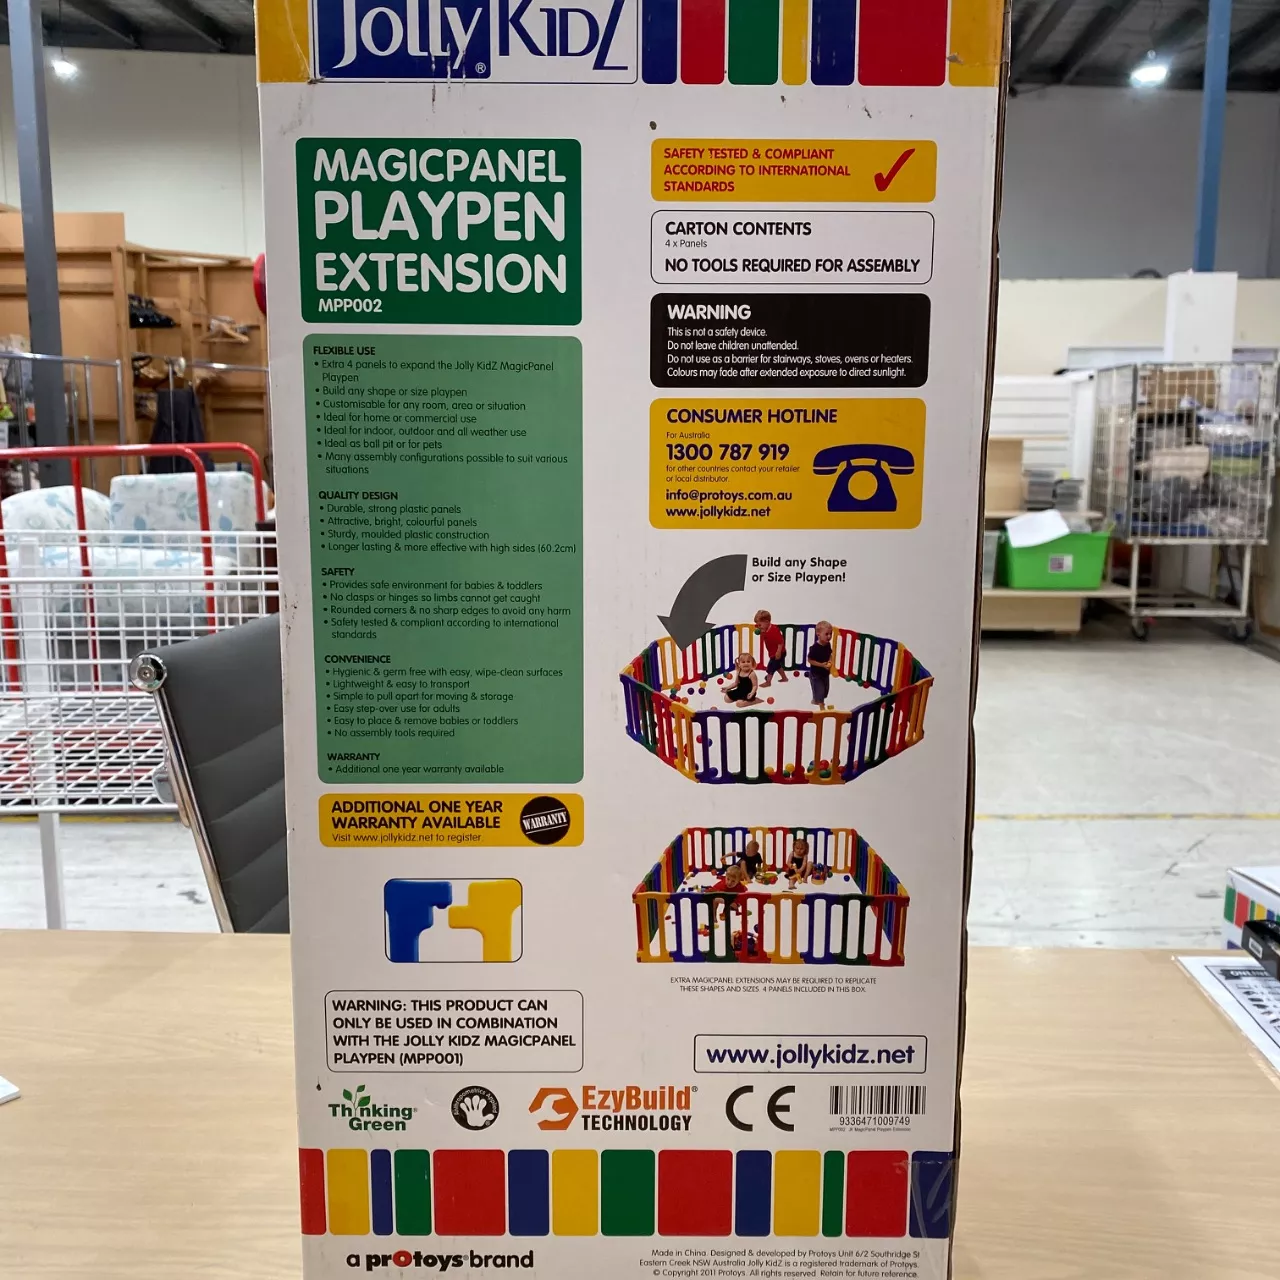 Jolly KidZ ®
MAGICPANEL
PLAYPEN
EXTENSION
MPP002
FLEXIBLE USE
• Extra 4 panels to expand the Jolly KidZ MagicPanel
Playpen
• Build any shape or size playpen
• Customisable for any room, area or situation
• Ideal for home or commercial use
• Ideal for indoor, outdoor and all weather use
• Ideal as ball pit or for pets
• Many assembly configurations possible to suit various
situations
QUALITY DESIGN
• Durable, strong plastic panels
• Attractive, bright, colourful panels
• Sturdy, moulded plastic construction
• Longer lasting & more effective with high sides (60.2cm)
SAFETY
• Provides safe environment for babies & toddlers
• No clasps or hinges so limbs cannot get caught
• Rounded corners & no sharp edges to avoid any harm
• Safety tested & compliant according to international
standards
CONVENIENCE
• Hygienic & germ free with easy, wipe-clean surfaces
• Lightweight & easy to transport
• Simple to pull apart for moving & storage
• Easy step-over use for adults
• Easy to place & remove babies or toddlers
• No assembly tools required
WARRANTY
• Additional one year warranty available
ADDITIONAL ONE YEAR
WARRANTY AVAILABLE
Visit www.jollykidz.net to register.
WARRANTY
WARNING: THIS PRODUCT CAN
ONLY BE USED IN COMBINATION
WITH THE JOLLY KIDZ MAGICPANEL
PLAYPEN (MPP001)
SAFETY TESTED & COMPLIANT
ACCORDING TO INTERNATIONAL
STANDARDS
CARTON CONTENTS
4 x Panels
NO TOOLS REQUIRED FOR ASSEMBLY
WARNING
This is not a safety device.
Do not leave children unattended.
Do not use as a barrier for stairways, stoves, ovens or heaters.
Colours may fade after extended exposure to direct sunlight.
CONSUMER HOTLINE
For Australia
1300 787 919
for other countries contact your retailer
or local distributor.
info@protoys.com.au
www.jollykidz.net
Build any Shape
or Size Playpen!
EXTRA MAGICPANEL EXTENSIONS MAY BE REQUIRED TO REPLICATE
THESE SHAPES AND SIZES. 4 PANELS INCLUDED IN THIS BOX.
www.jollykidz.net
Thinking
Green
EzyBuild®
TECHNOLOGY
CE
9336471009749
a protoys brand
Made in China. Designed & developed by Protoys Unit 6/2 Southridge St
Eastern Creek NSW Australia Jolly KidZ is a registered trademark of Protoys.
© Copyright 2011 Protoys. All rights reserved. Retain for future reference.